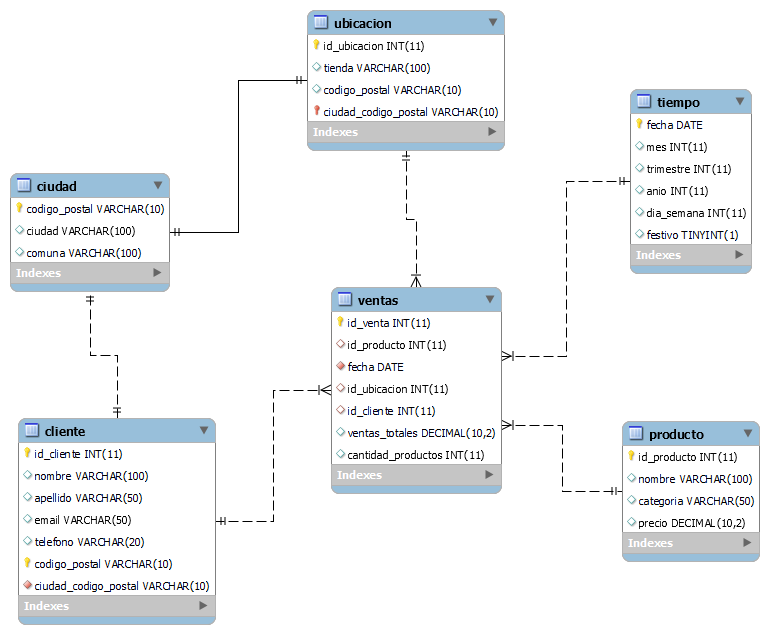 ubicacion
id_ubicacion INT(11)
tienda VARCHAR(100)
codigo_postal VARCHAR(10)
ciudad_codigo_postal VARCHAR(10)
Indexes
tiempo
fecha DATE
mes INT(11)
trimestre INT(11)
anio INT(11)
dia_semana INT(11)
festivo TINYINT(1)
Indexes
ciudad
codigo_postal VARCHAR(10)
ciudad VARCHAR(100)
comuna VARCHAR(100)
Indexes
ventas
id_venta INT(11)
id_producto INT(11)
fecha DATE
id_ubicacion INT(11)
id_cliente INT(11)
ventas_totales DECIMAL(10,2)
cantidad_productos INT(11)
Indexes
cliente
id_cliente INT(11)
nombre VARCHAR(100)
apellido VARCHAR(50)
email VARCHAR(50)
telefono VARCHAR(20)
codigo_postal VARCHAR(10)
ciudad_codigo_postal VARCHAR(10)
Indexes
producto
id_producto INT(11)
nombre VARCHAR(100)
categoria VARCHAR(50)
precio DECIMAL(10,2)
Indexes